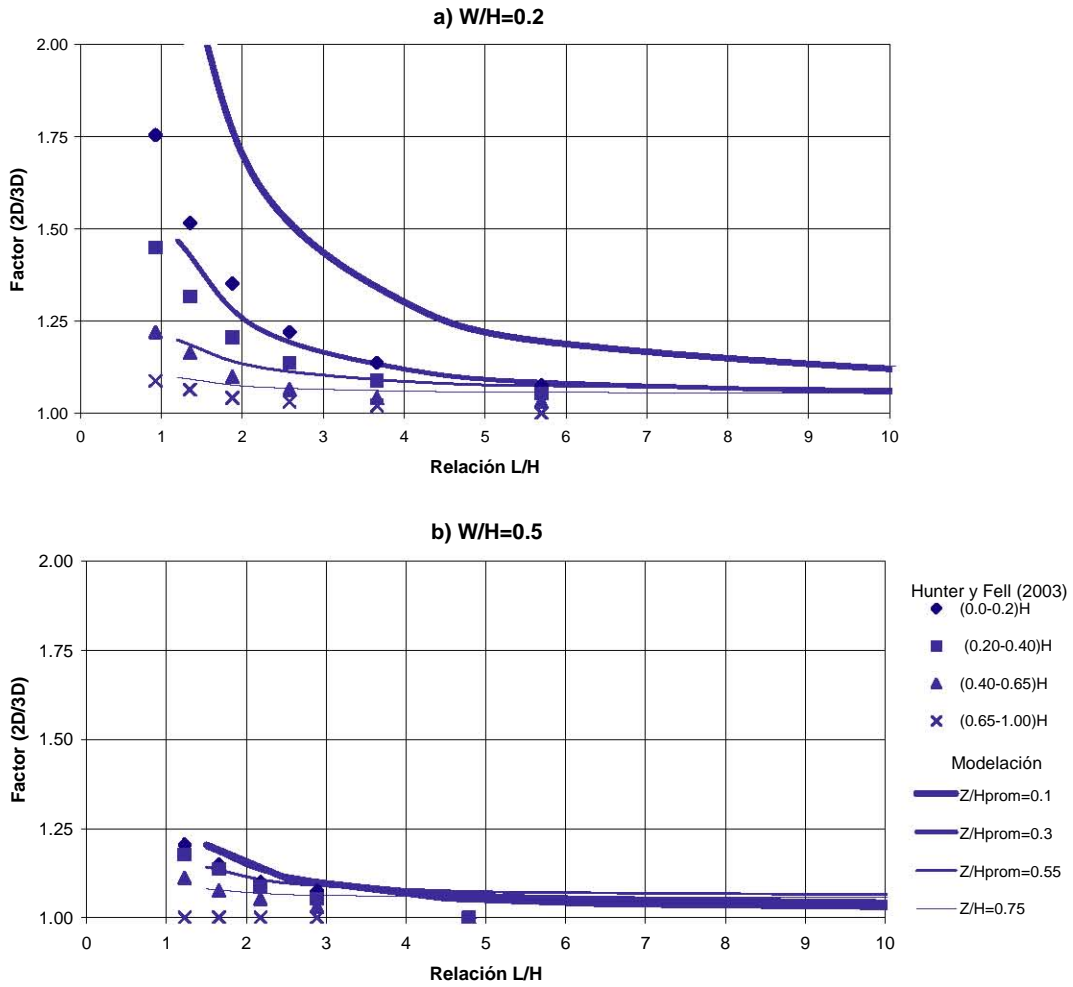 a) W/H=0.2
2.00
1.75
1.50
1.25
1.00
Factor (2D/3D)
0 1 2 3 4 5 6 7 8 9 10
Relación L/H
b) W/H=0.5
2.00
1.75
1.50
1.25
1.00
Factor (2D/3D)
0 1 2 3 4 5 6 7 8 9 10
Relación L/H
Hunter y Fell (2003)
(0.0-0.2)H
(0.20-0.40)H
(0.40-0.65)H
(0.65-1.00)H
Modelación
Z/Hprom=0.1
Z/Hprom=0.3
Z/Hprom=0.55
Z/H=0.75